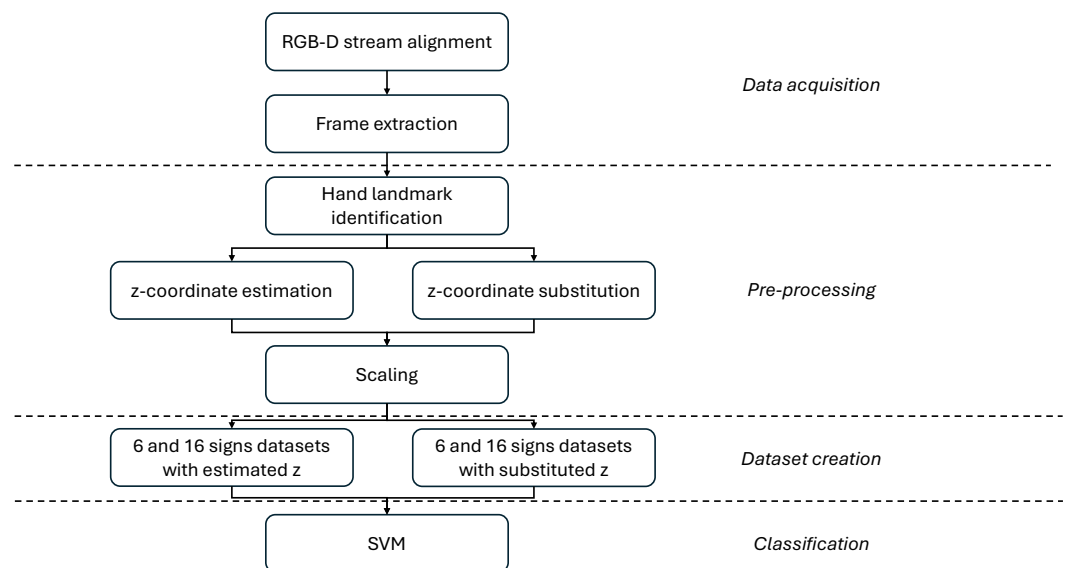 RGB-D stream alignment
Data acquisition
Frame extraction
Hand landmark
identification
z-coordinate estimation
z-coordinate substitution
Pre-processing
Scaling
6 and 16 signs datasets
with estimated z
6 and 16 signs datasets
with substituted z
Dataset creation
SVM
Classification